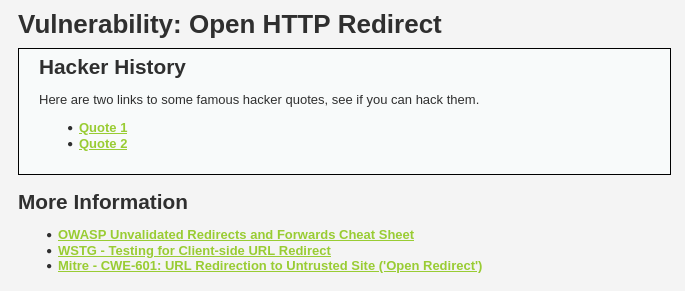 Vulnerability: Open HTTP Redirect
Hacker History
Here are two links to some famous hacker quotes, see if you can hack them.
Quote 1
Quote 2
More Information
OWASP Unvalidated Redirects and Forwards Cheat Sheet
WSTG - Testing for Client-side URL Redirect
Mitre - CWE-601: URL Redirection to Untrusted Site ('Open Redirect')